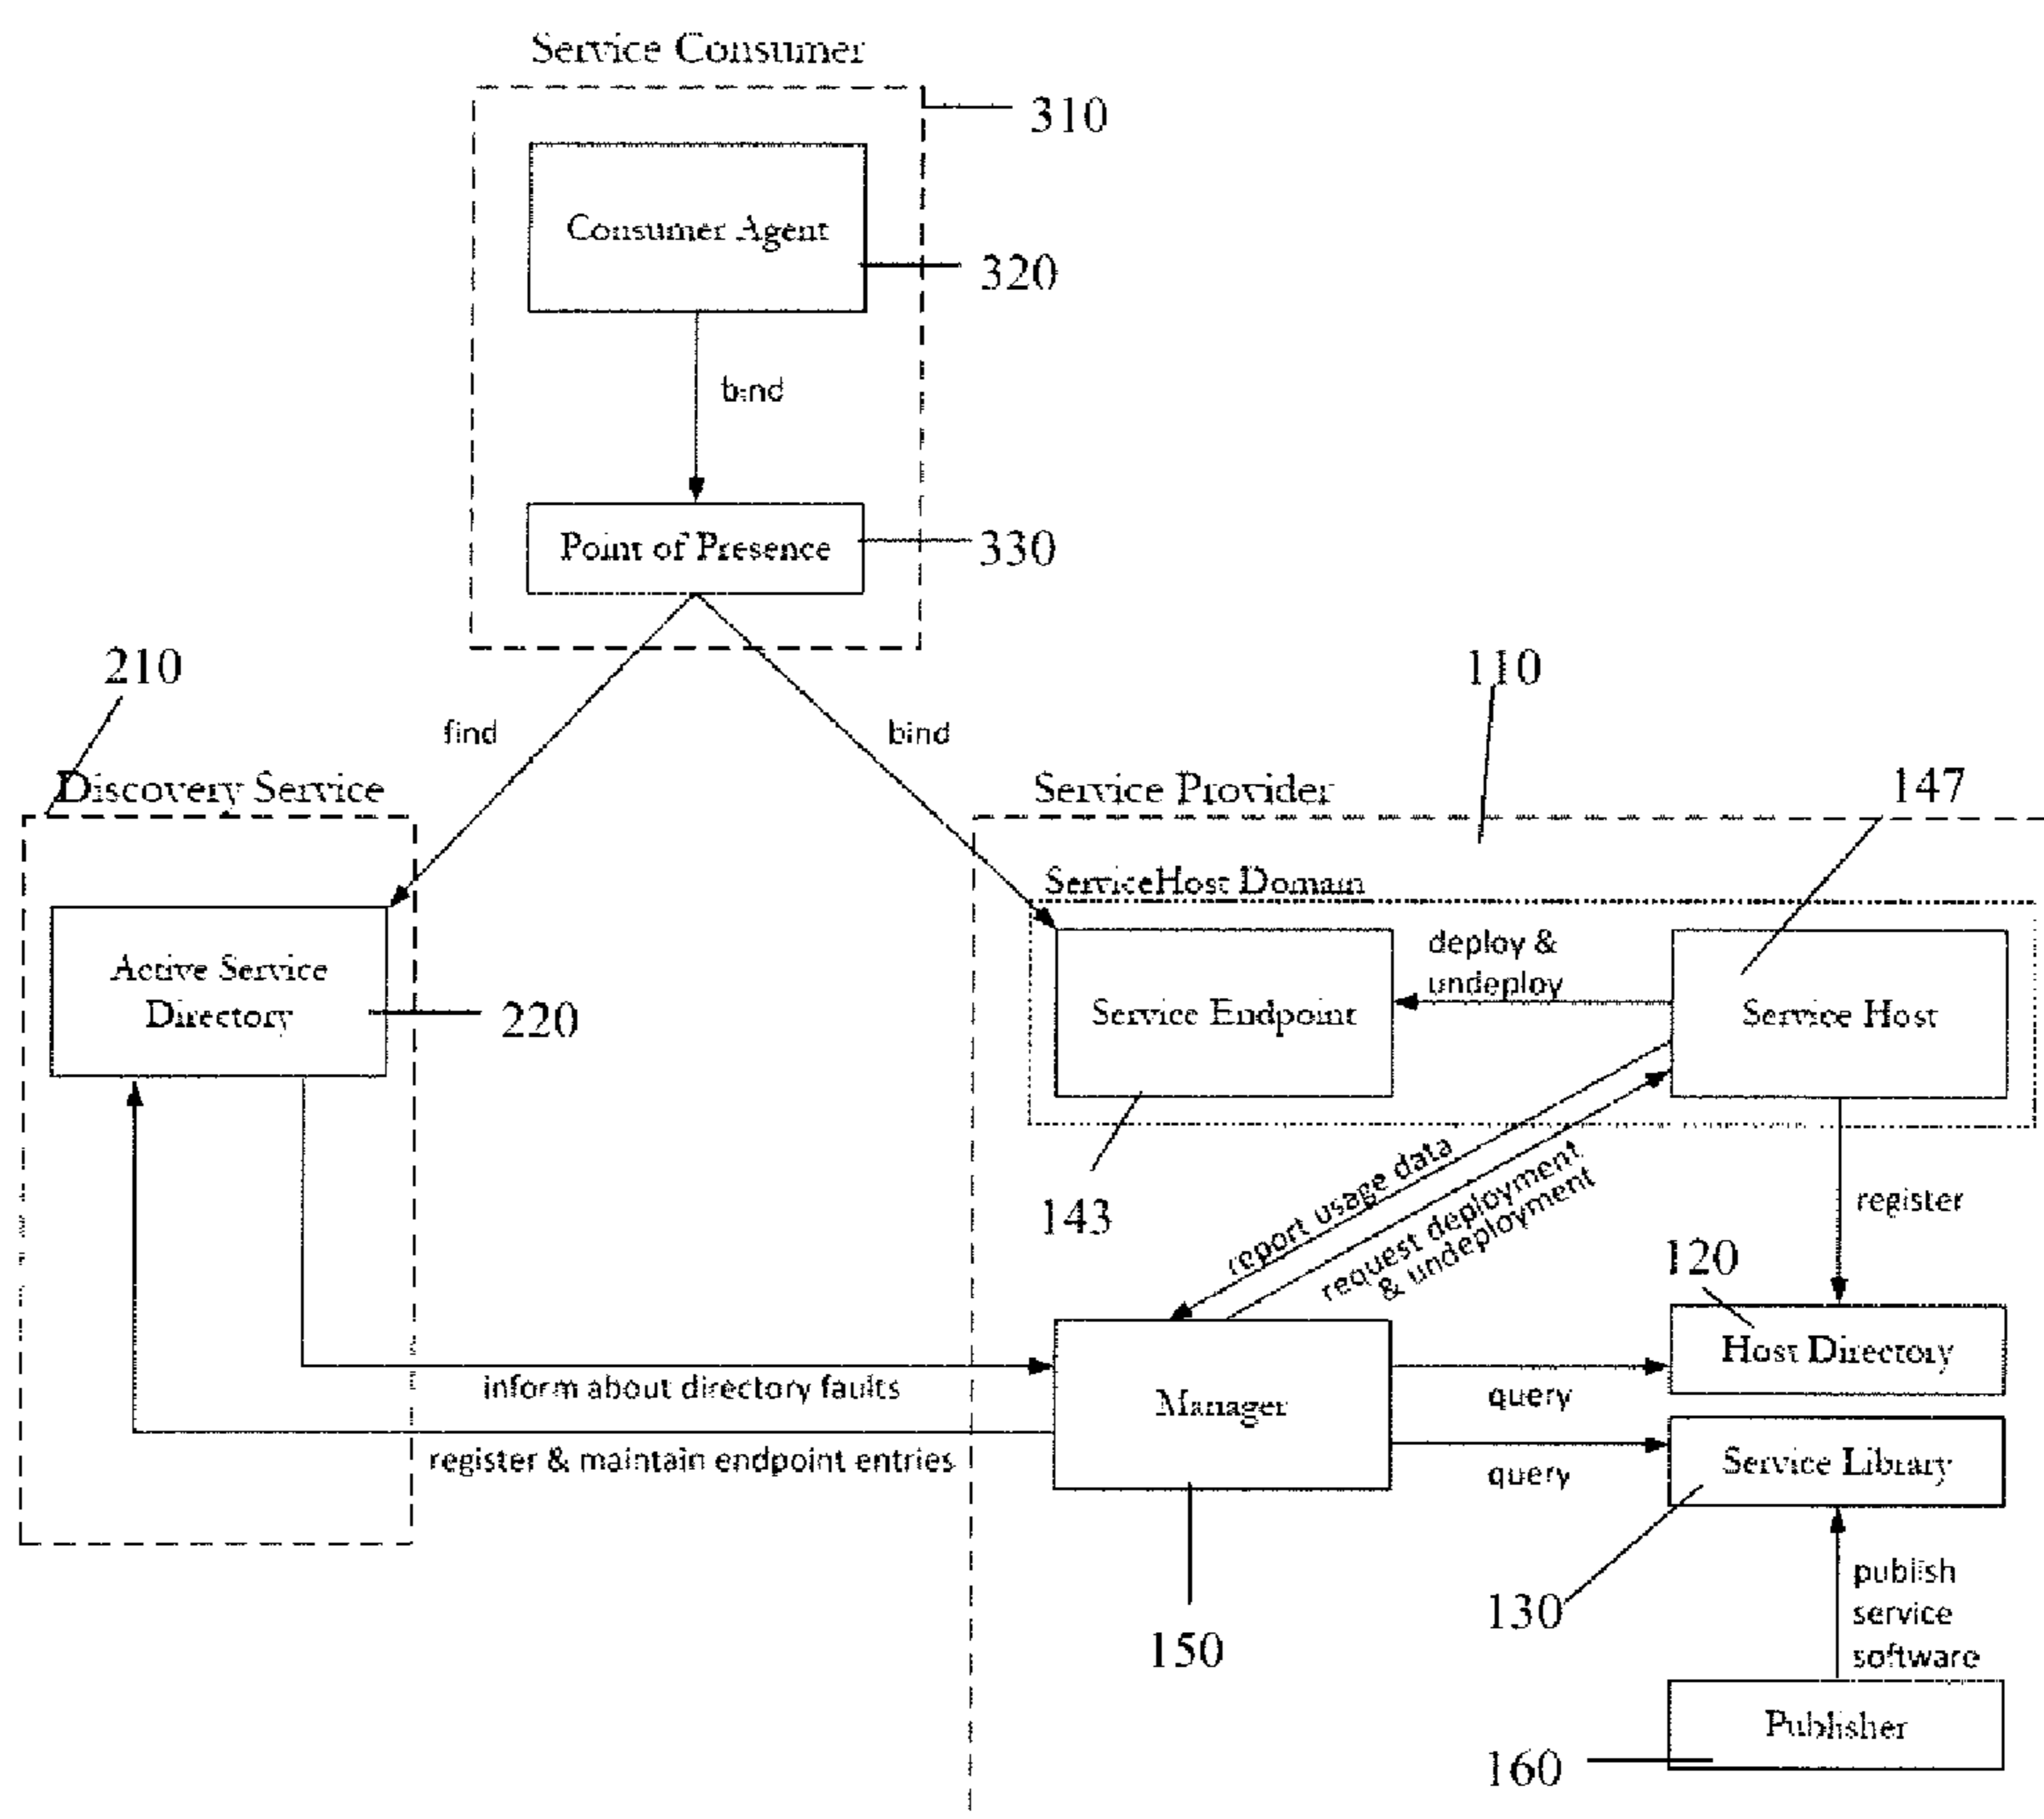 Service Consumer
310
Consumer Agent
320
bind
Point of Presence
330
210
110
find
bind
Discovery Service
Service Provider
147
ServiceHost Domain
Active Service
Directory
220
deploy &
undeploy
Service Endpoint
Service Host
143
report usage data
request deployment
& undeployment
register
120
Host Directory
inform about directory faults
Manager
query
register & maintain endpoint entries
query
Service Library
150
130
publish
service
software
Publisher
160